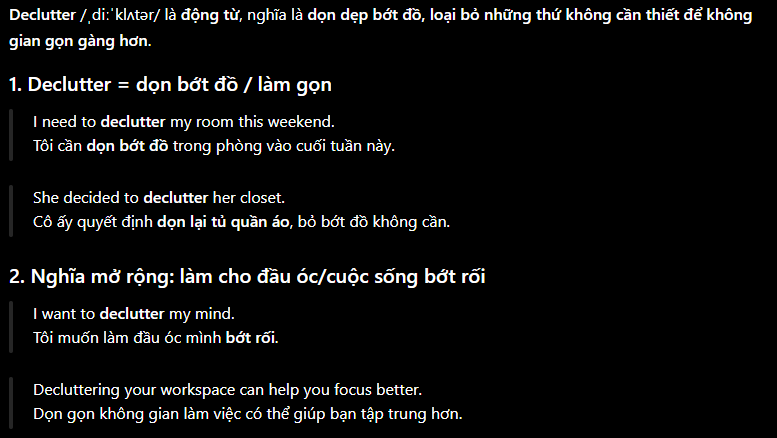 Declutter /ˌdiːˈklʌtər/ là động từ, nghĩa là dọn dẹp bớt đồ, loại bỏ những thứ không cần thiết để không
gian gọn gàng hơn.
1. Declutter = dọn bớt đồ / làm gọn
I need to declutter my room this weekend.
Tôi cần dọn bớt đồ trong phòng vào cuối tuần này.
She decided to declutter her closet.
Cô ấy quyết định dọn lại tủ quần áo, bỏ bớt đồ không cần.
2. Nghĩa mở rộng: làm cho đầu óc/cuộc sống bớt rối
I want to declutter my mind.
Tôi muốn làm đầu óc mình bớt rối.
Decluttering your workspace can help you focus better.
Dọn gọn không gian làm việc có thể giúp bạn tập trung hơn.